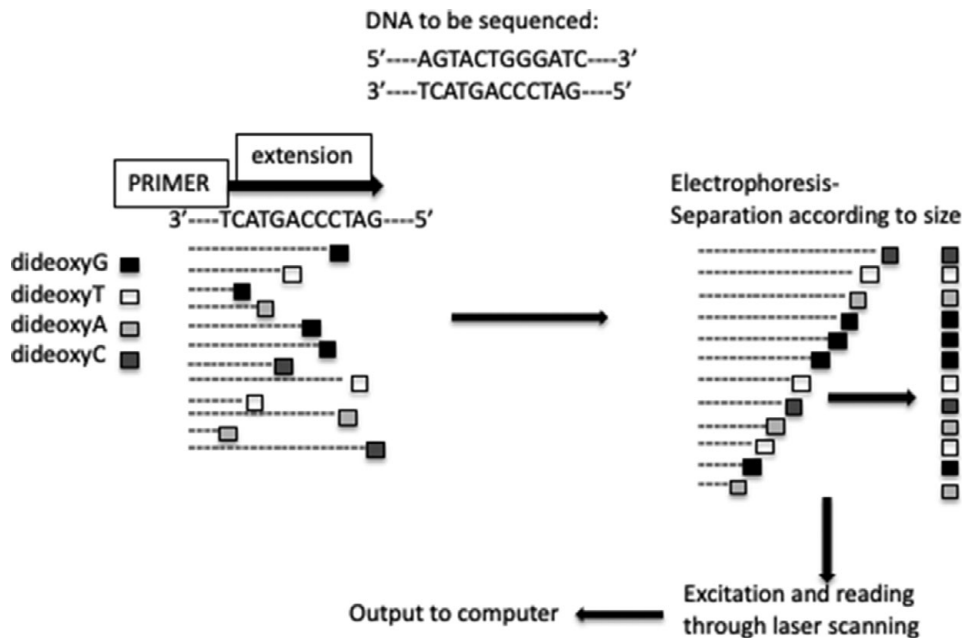 DNA to be sequenced:
5′----AGTACTGGGATC----3′
3′----TCATGACCCTAG----5′
extension
PRIMER
3′----TCATGACCCTAG----5′
dideoxyG
dideoxyT
dideoxyA
dideoxyC
Electrophoresis-
Separation according to size
Excitation and reading
through laser scanning
Output to computer